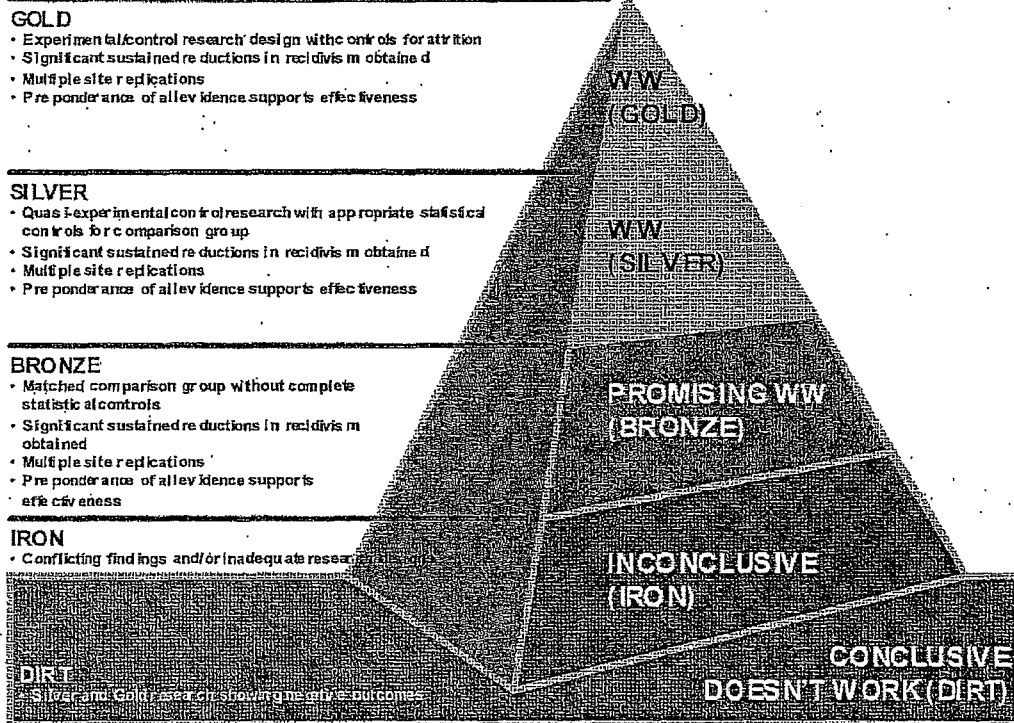 GOLD
• Experimental/control research design with controls for attrition
• Significant sustained reductions in recidivism obtained
• Multiple site replications
• Preponderance of all evidence supports effectiveness
SILVER
• Quasi-experimental control research with appropriate statistical
controls for comparison group
• Significant sustained reductions in recidivism obtained
• Multiple site replications
• Preponderance of all evidence supports effectiveness
BRONZE
• Matched comparison group without complete
statistical controls
• Significant sustained reductions in recidivism
obtained
• Multiple site replications
• Preponderance of all evidence supports
effectiveness
IRON
• Conflicting findings and/or inadequate resear
DIRT
• Silver and Gold research showing negative outcomes
WW
(GOLD)
WW
(SILVER)
PROMISING WW
(BRONZE)
INCONCLUSIVE
(IRON)
CONCLUSIVE
DOESN'T WORK (DIRT)